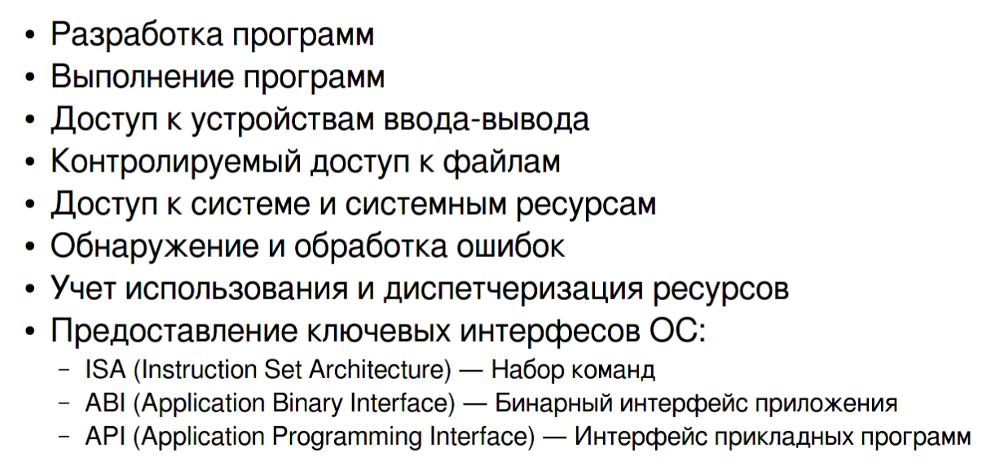 • Разработка программ
• Выполнение программ
• Доступ к устройствам ввода-вывода
• Контролируемый доступ к файлам
• Доступ к системе и системным ресурсам
• Обнаружение и обработка ошибок
• Учет использования и диспетчеризация ресурсов
• Предоставление ключевых интерфесов ОС:
– ISA (Instruction Set Architecture) — Набор команд
– ABI (Application Binary Interface) — Бинарный интерфейс приложения
– API (Application Programming Interface) — Интерфейс прикладных программ